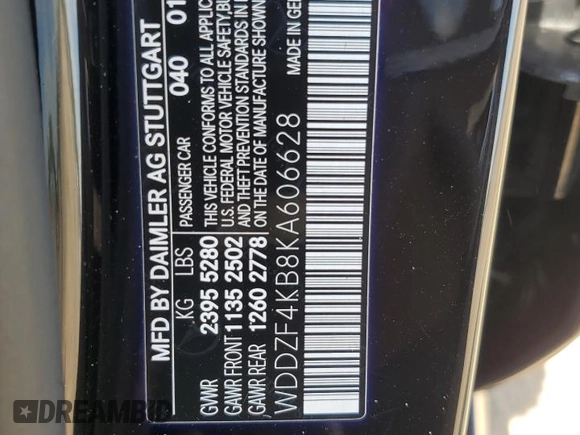 MFD BY DAIMLER AG STUTTGART
KG LBS PASSENGER CAR 040 01
GVWR 2395 5280 THIS VEHICLE CONFORMS TO ALL APPLIC
GAWR FRONT 1135 2502 U.S. FEDERAL MOTOR VEHICLE SAFETY, BU
AND THEFT PREVENTION STANDARDS IN
GAWR REAR 1260 2778 ON THE DATE OF MANUFACTURE SHOWN
WDDZF4KB8KA606628 MADE IN GE
DREAMBID